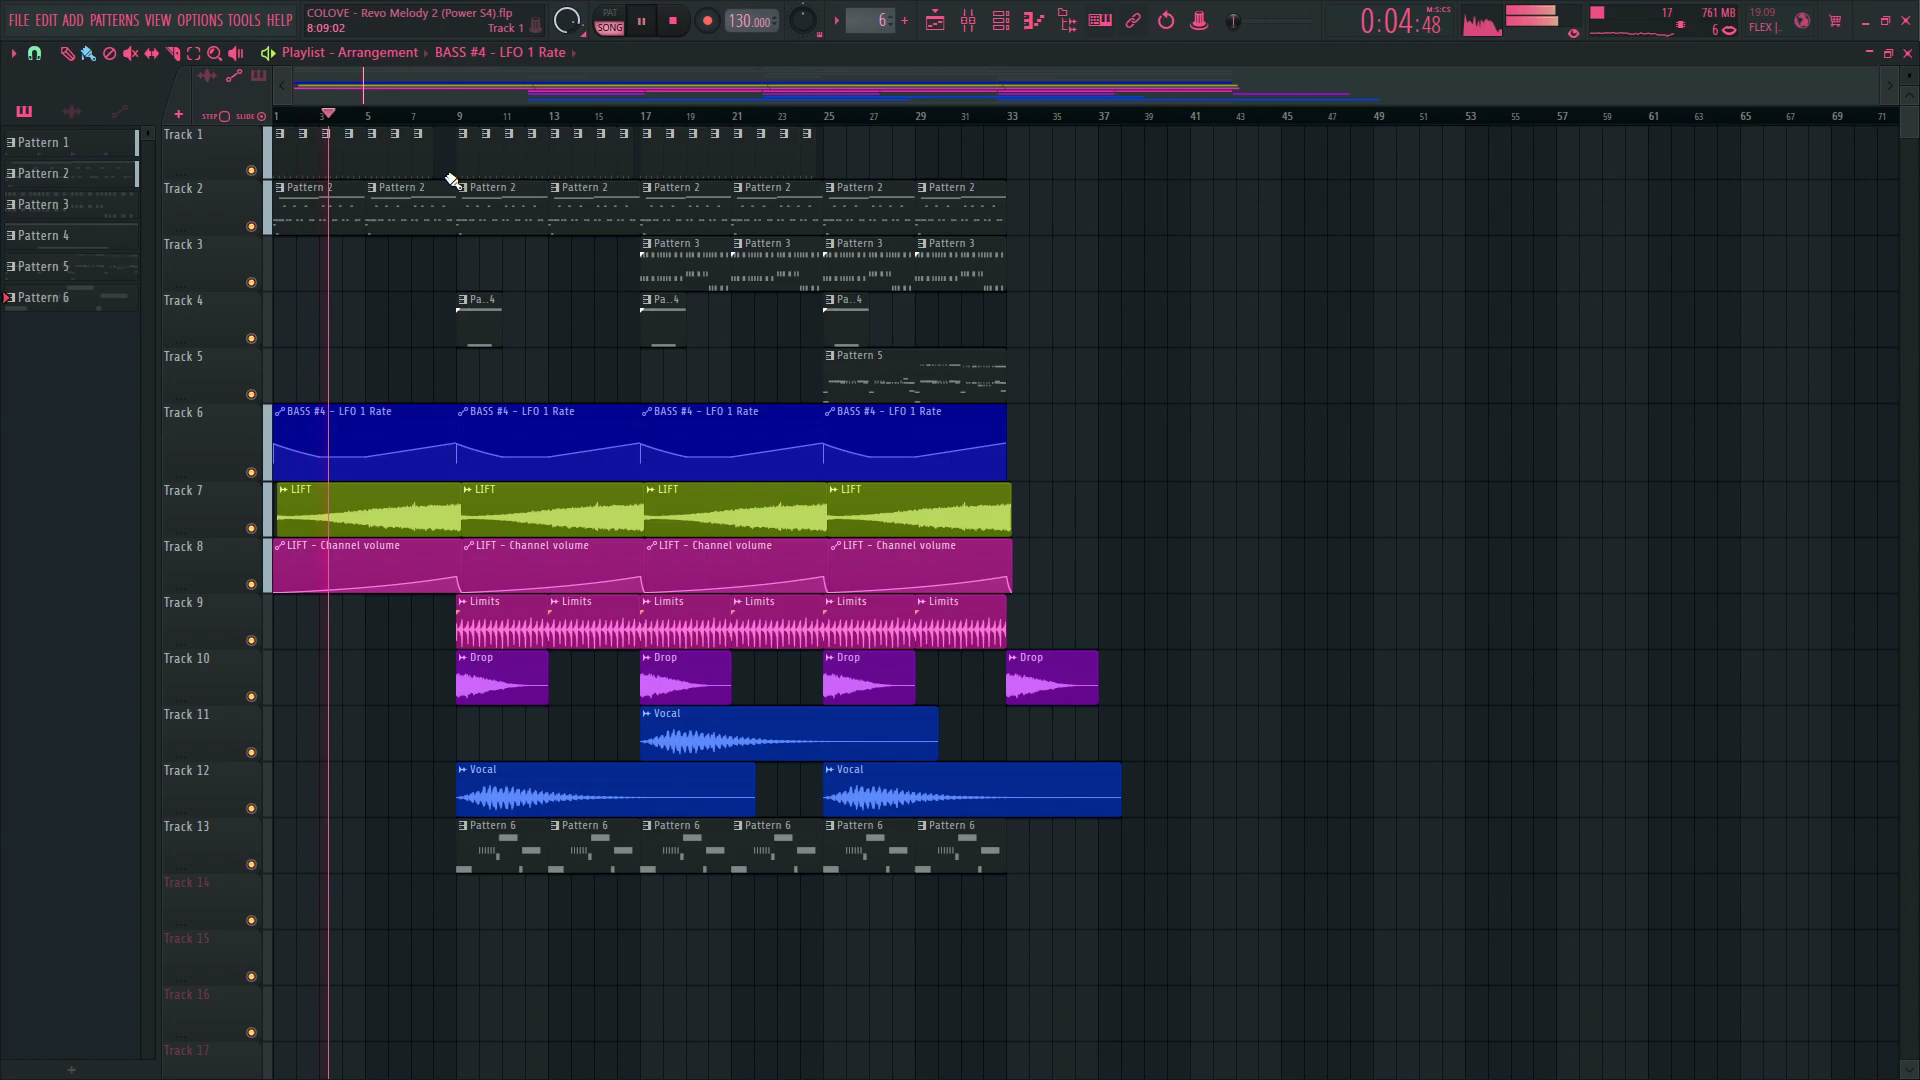 FILE EDIT ADD PATTERNS VIEW OPTIONS TOOLS HELP
COLOVE - Revo Melody 2 (Power S4).flp
8:09:02 Track 1
PAT
SONG
130.000
6
0:04:48
M:S:CS
17
761 MB
6
19.09
FLEX |..
Playlist - Arrangement BASS #4 - LFO 1 Rate
STEP SLIDE
1 3 5 7 9 11 13 15 17 19 21 23 25 27 29 31 33 35 37 39 41 43 45 47 49 51 53 55 57 59 61 63 65 67 69 71
Pattern 1
Pattern 2
Pattern 3
Pattern 4
Pattern 5
Pattern 6
Track 1
Track 2
Pattern 2 Pattern 2 Pattern 2 Pattern 2 Pattern 2 Pattern 2 Pattern 2 Pattern 2
Track 3
Pattern 3 Pattern 3 Pattern 3 Pattern 3
Track 4
Pa..4 Pa..4 Pa..4
Track 5
Pattern 5
Track 6
BASS #4 - LFO 1 Rate BASS #4 - LFO 1 Rate BASS #4 - LFO 1 Rate BASS #4 - LFO 1 Rate
Track 7
LIFT LIFT LIFT LIFT
Track 8
LIFT - Channel volume LIFT - Channel volume LIFT - Channel volume LIFT - Channel volume
Track 9
Limits Limits Limits Limits Limits Limits
Track 10
Drop Drop Drop Drop
Track 11
Vocal
Track 12
Vocal Vocal
Track 13
Pattern 6 Pattern 6 Pattern 6 Pattern 6 Pattern 6 Pattern 6
Track 14
Track 15
Track 16
Track 17